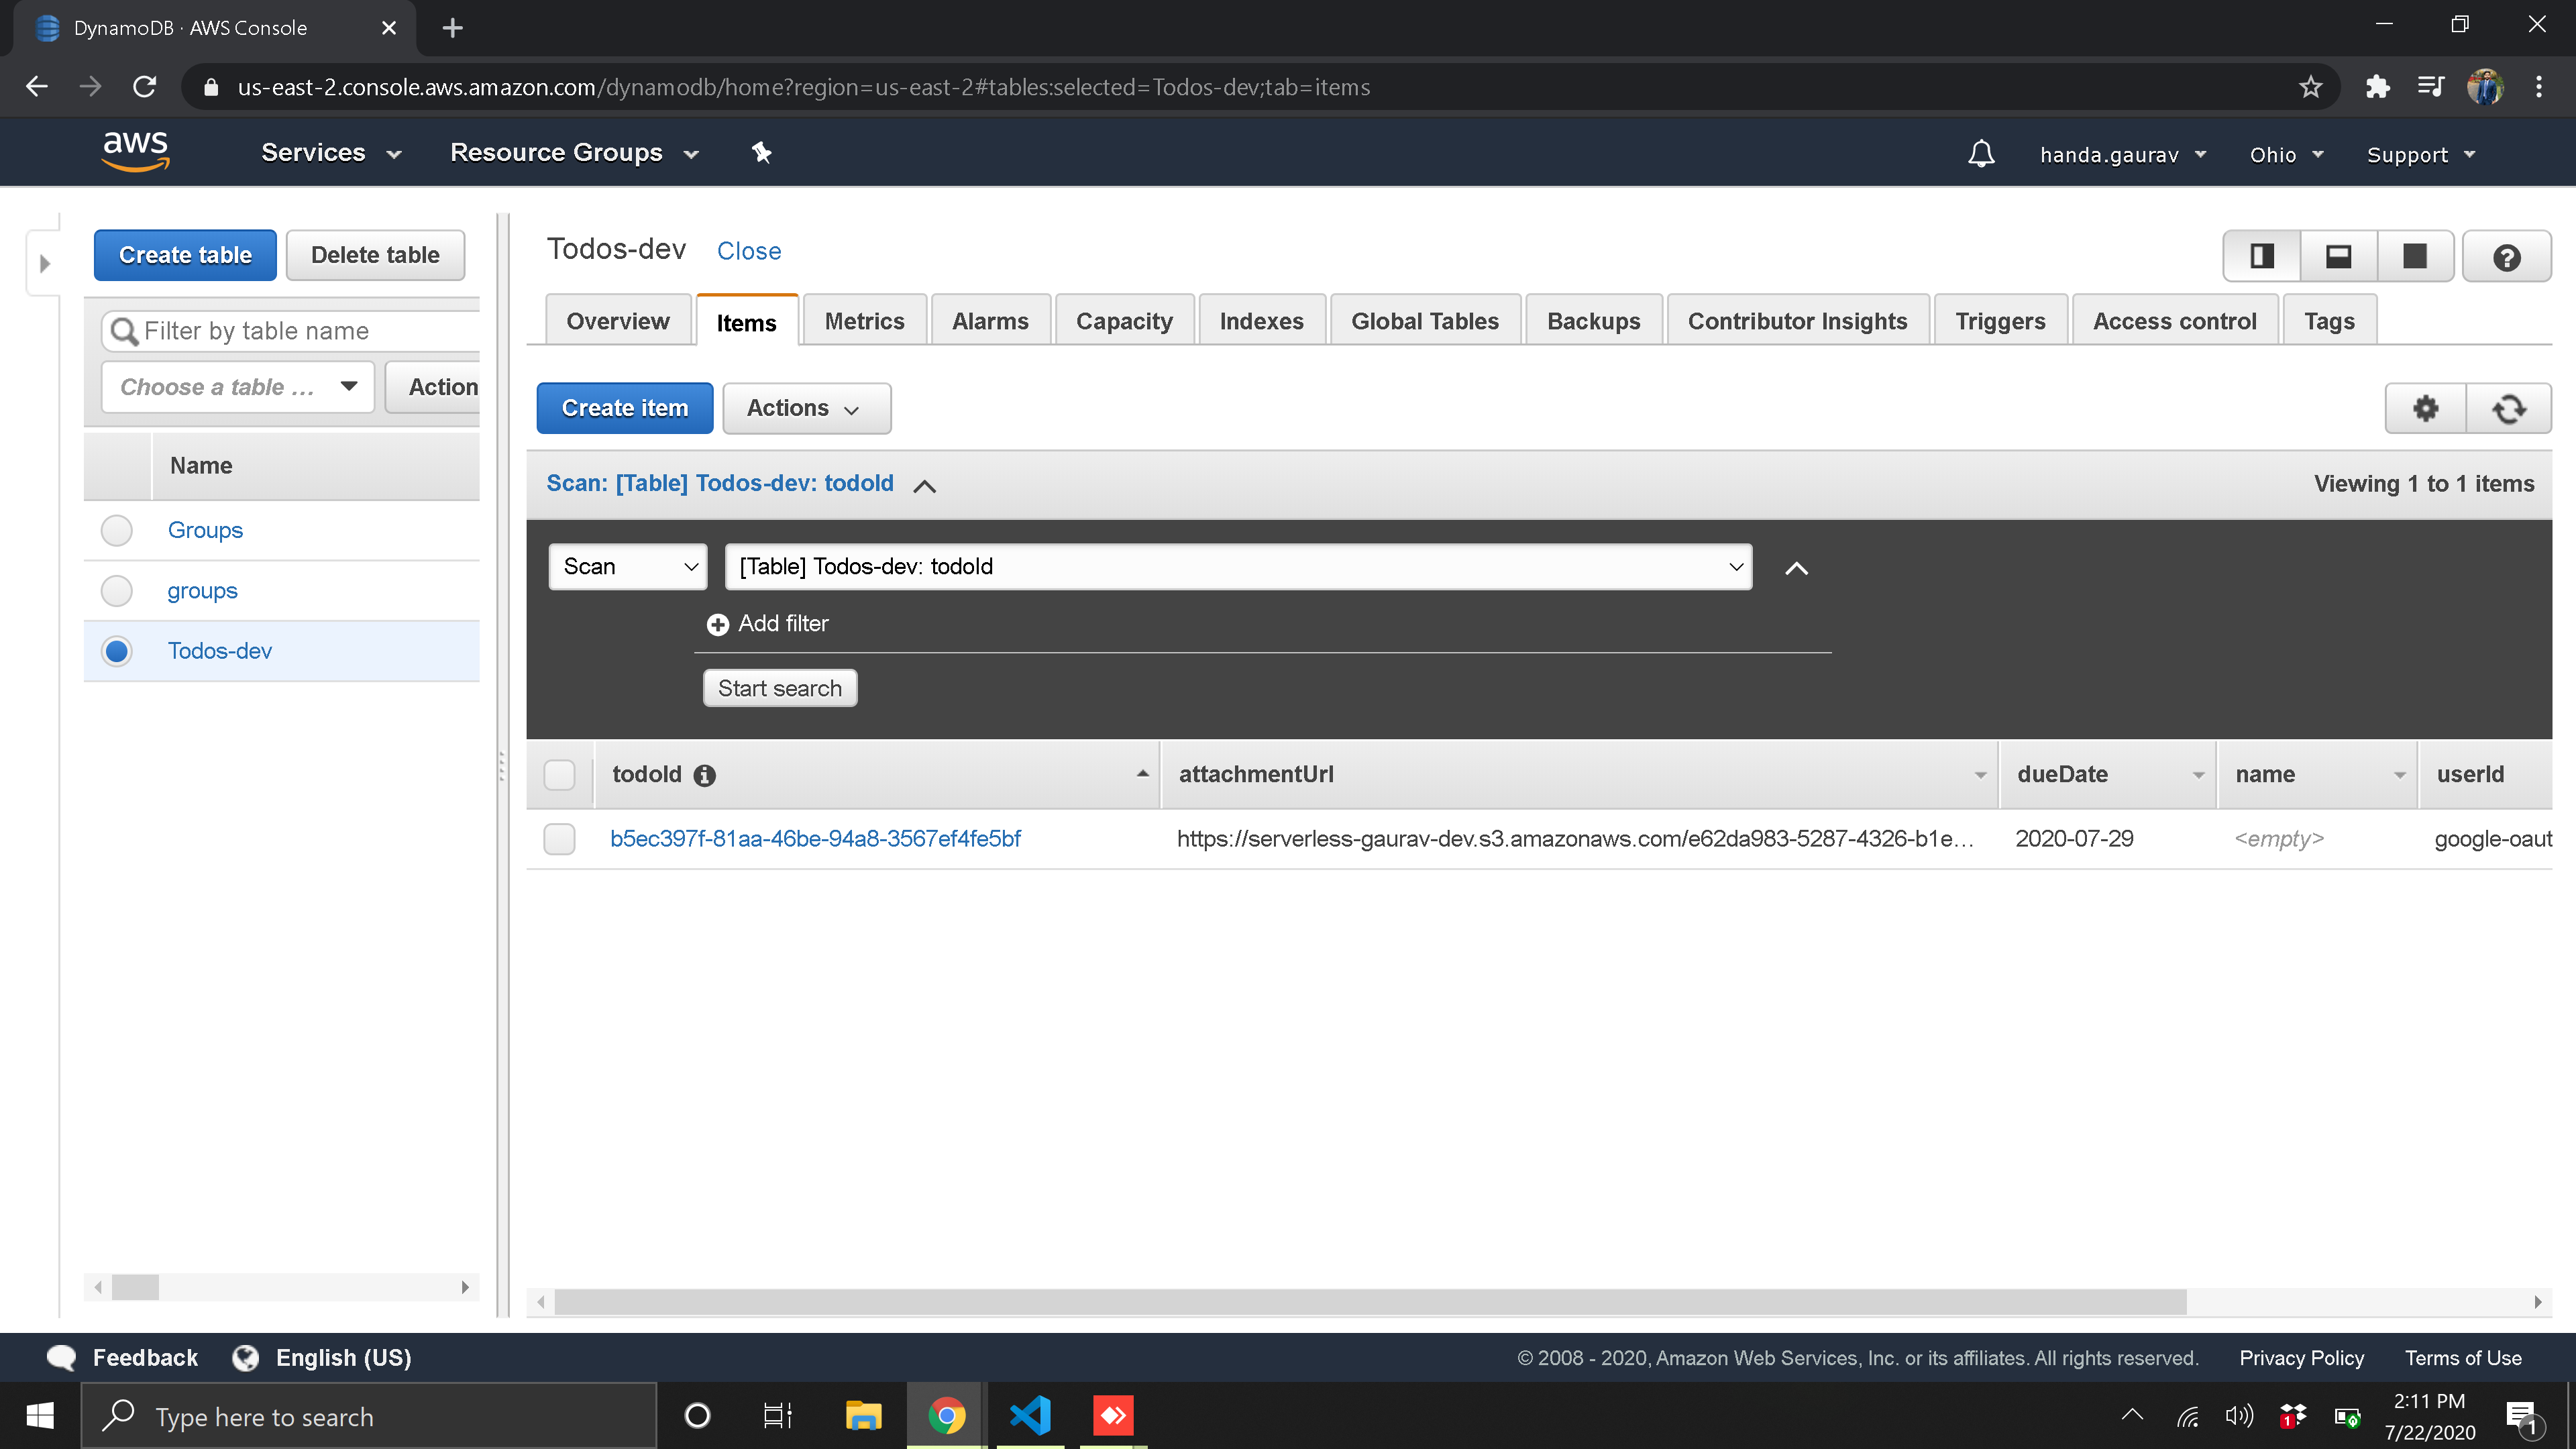 DynamoDB · AWS Console
us-east-2.console.aws.amazon.com/dynamodb/home?region=us-east-2#tables:selected=Todos-dev;tab=items
aws Services Resource Groups handa.gaurav Ohio Support
Create table Delete table
Filter by table name
Choose a table ... Action
Name
Groups
groups
Todos-dev
Todos-dev Close
Overview Items Metrics Alarms Capacity Indexes Global Tables Backups Contributor Insights Triggers Access control Tags
Create item Actions
Scan: [Table] Todos-dev: todoId Viewing 1 to 1 items
Scan [Table] Todos-dev: todoId
Add filter
Start search
todoId attachmentUrl dueDate name userId
b5ec397f-81aa-46be-94a8-3567ef4fe5bf https://serverless-gaurav-dev.s3.amazonaws.com/e62da983-5287-4326-b1e... 2020-07-29 <empty> google-oaut
Feedback English (US) © 2008 - 2020, Amazon Web Services, Inc. or its affiliates. All rights reserved. Privacy Policy Terms of Use
Type here to search
1
2:11 PM
7/22/2020
1